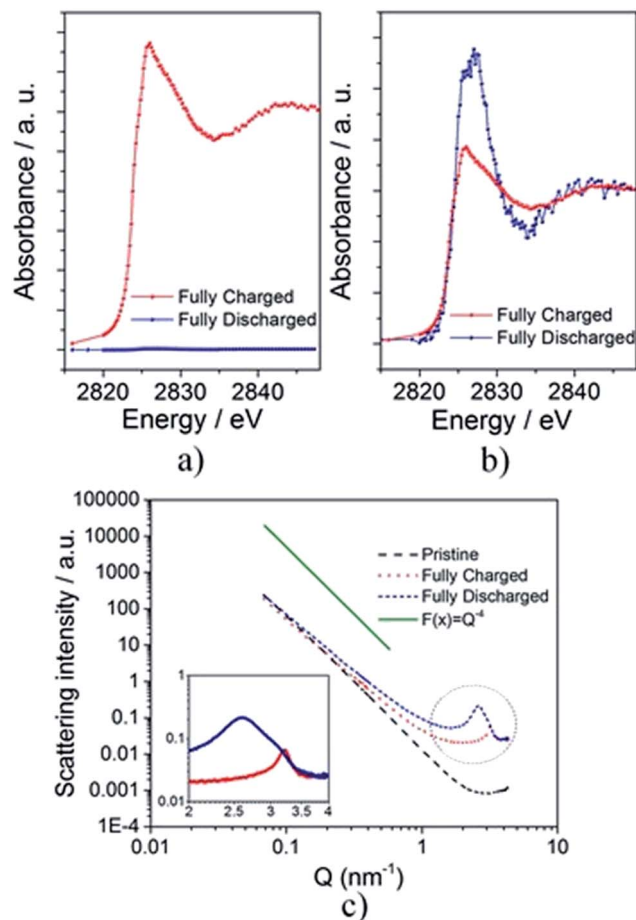 Absorbance / a. u.
Fully Charged
Fully Discharged
2820 2830 2840
Energy / eV
a)
Absorbance / a. u.
Fully Charged
Fully Discharged
2820 2830 2840
Energy / eV
b)
Scattering intensity / a.u.
100000
10000
1000
100
10
1
0.1
0.01
0.001
1E-4
Pristine
Fully Charged
Fully Discharged
F(x)=Q⁻⁴
1
0.1
0.01
2 2.5 3 3.5 4
0.01 0.1 1 10
Q (nm⁻¹)
c)